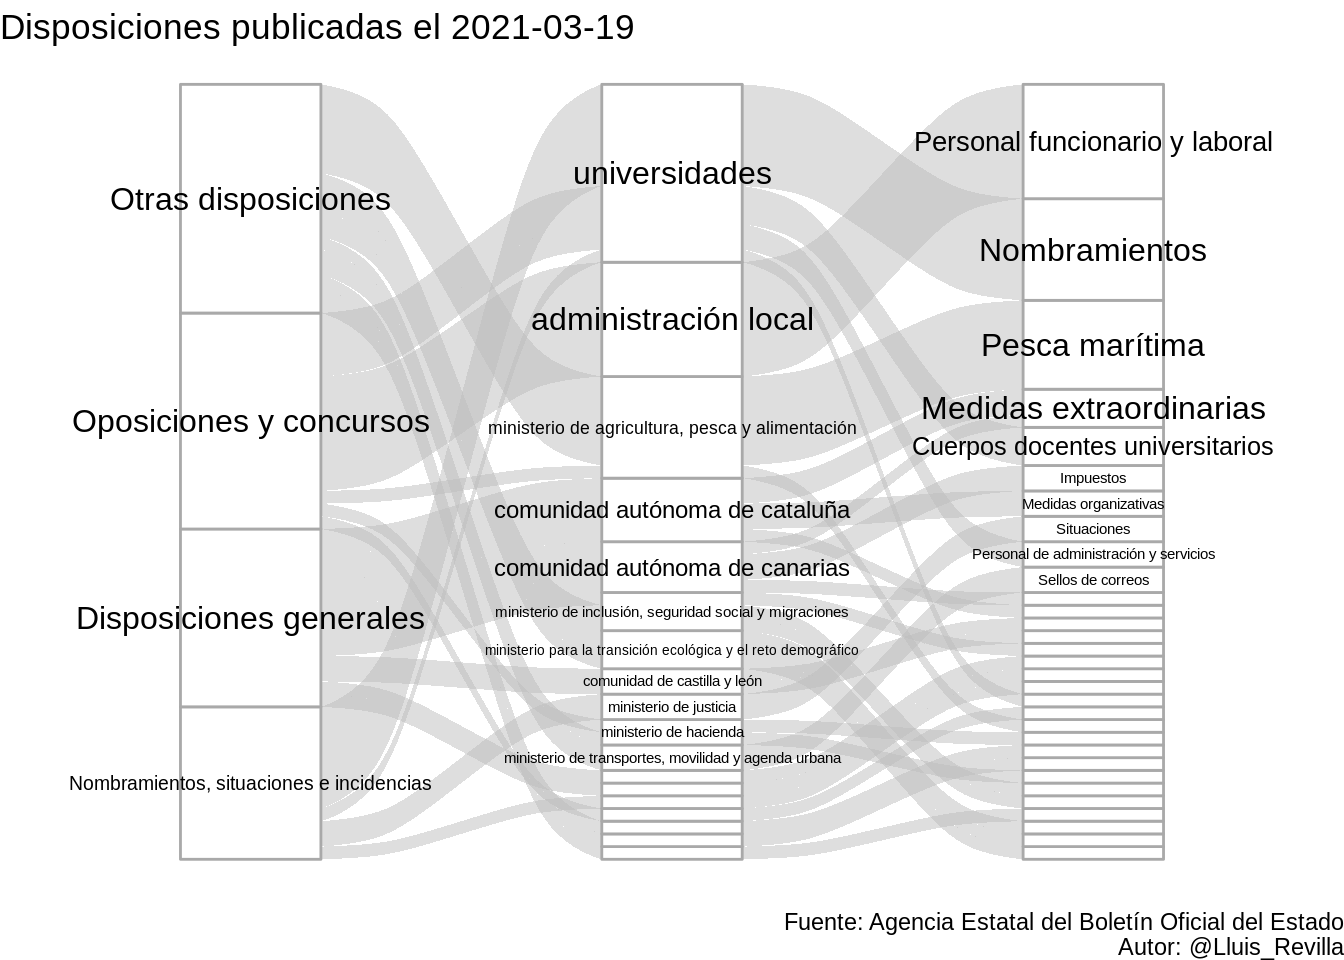 Disposiciones publicadas el 2021-03-19
Otras disposiciones
Oposiciones y concursos
Disposiciones generales
Nombramientos, situaciones e incidencias
universidades
administración local
ministerio de agricultura, pesca y alimentación
comunidad autónoma de cataluña
comunidad autónoma de canarias
ministerio de inclusión, seguridad social y migraciones
ministerio para la transición ecológica y el reto demográfico
comunidad de castilla y león
ministerio de justicia
ministerio de hacienda
ministerio de transportes, movilidad y agenda urbana
Personal funcionario y laboral
Nombramientos
Pesca marítima
Medidas extraordinarias
Cuerpos docentes universitarios
Impuestos
Medidas organizativas
Situaciones
Personal de administración y servicios
Sellos de correos
Fuente: Agencia Estatal del Boletín Oficial del Estado
Autor: @Lluis_Revilla